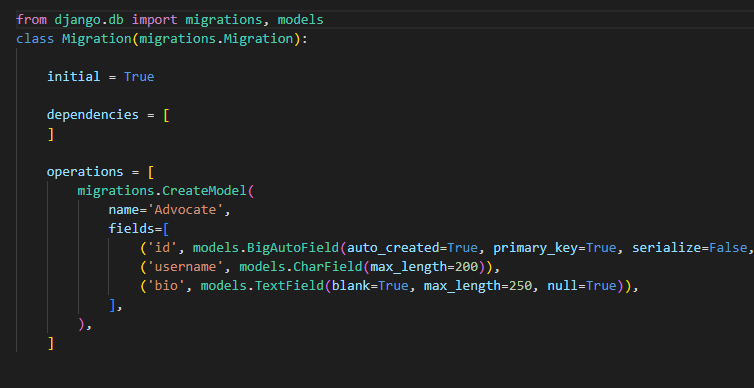 from django.db import migrations, models
class Migration(migrations.Migration):
initial = True
dependencies = [
]
operations = [
migrations.CreateModel(
name='Advocate',
fields=[
('id', models.BigAutoField(auto_created=True, primary_key=True, serialize=False,
('username', models.CharField(max_length=200)),
('bio', models.TextField(blank=True, max_length=250, null=True)),
],
),
]